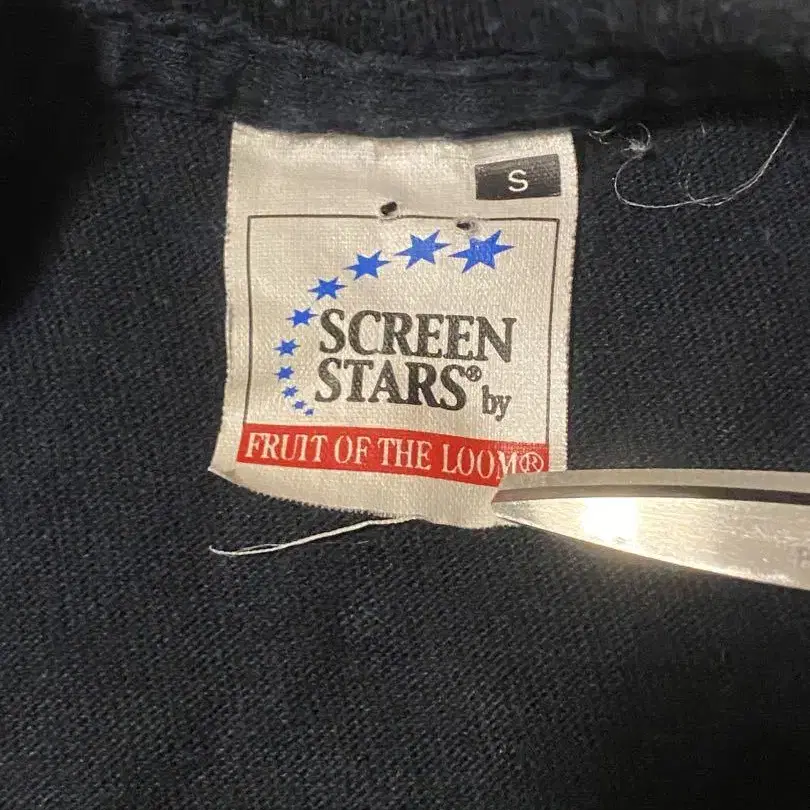 S
SCREEN
STARS® by
FRUIT OF THE LOOM®